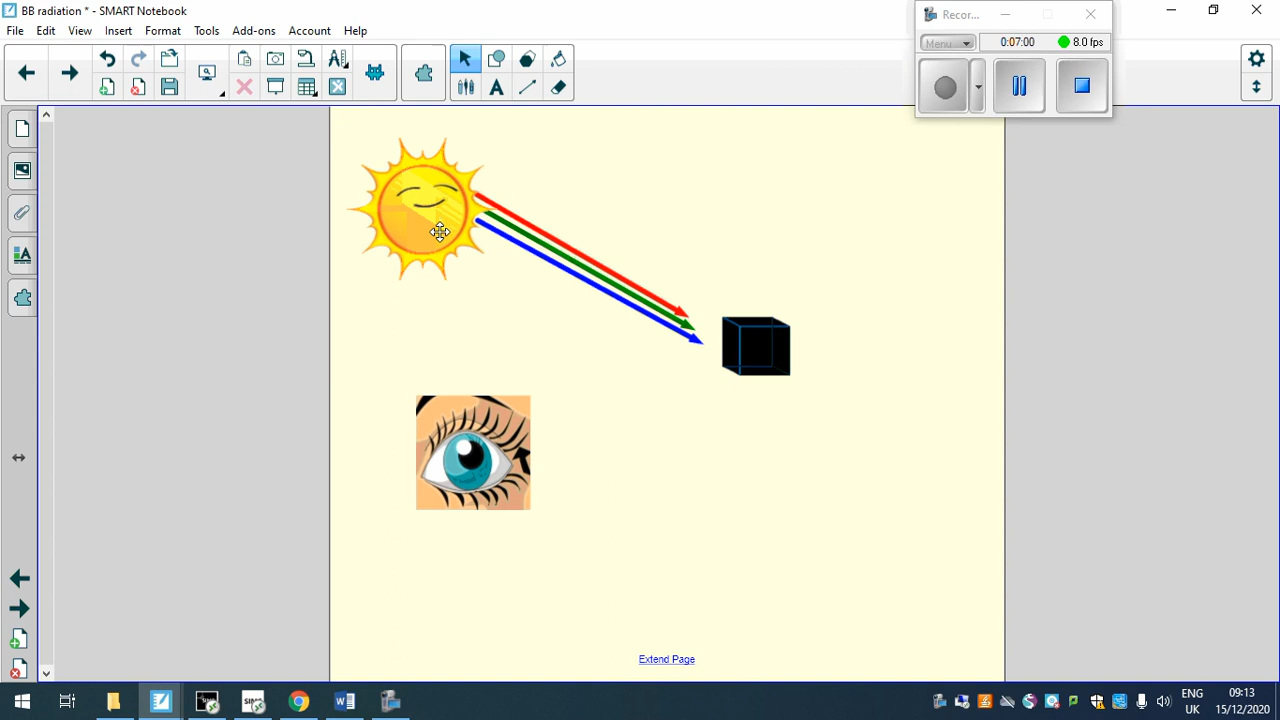 BB radiation * - SMART Notebook
Recor...
File Edit View Insert Format Tools Add-ons Account Help
Menu 0:07:00 8.0 fps
Extend Page
ENG 09:13
UK 15/12/2020